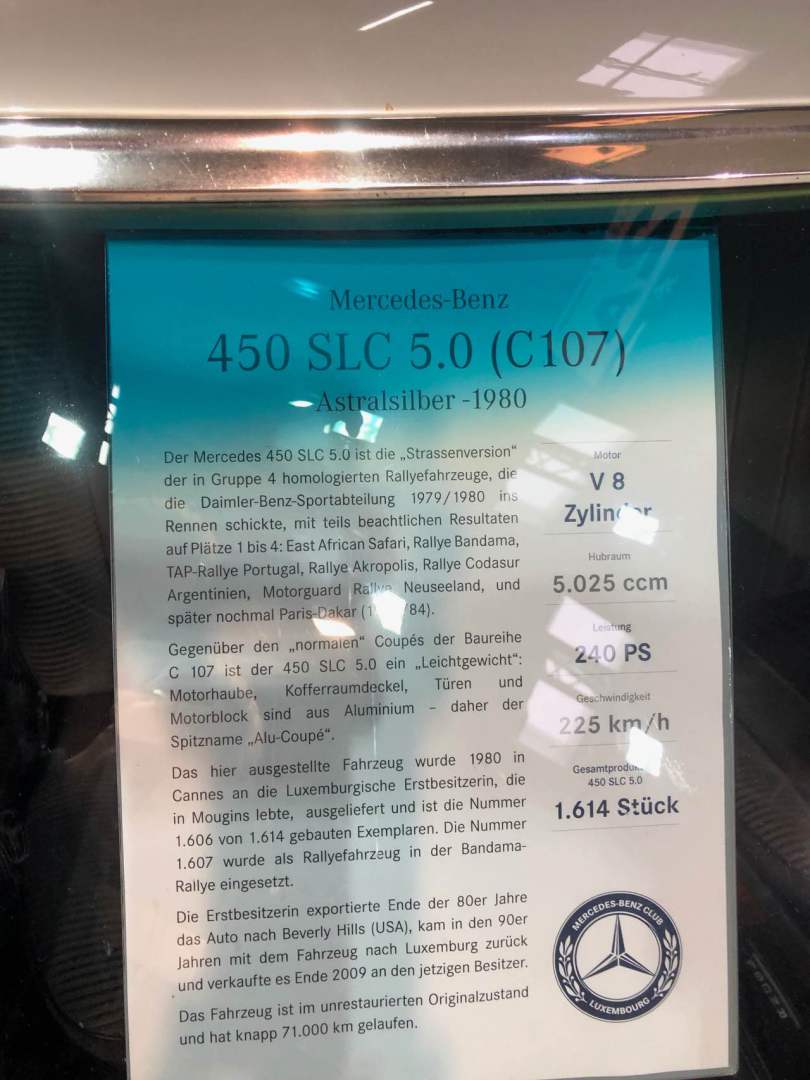 Mercedes-Benz
450 SLC 5.0 (C107)
Astralsilber -1980
Der Mercedes 450 SLC 5.0 ist die „Strassenversion“
der in Gruppe 4 homologierten Rallyefahrzeuge, die
die Daimler-Benz-Sportabteilung 1979/1980 ins
Rennen schickte, mit teils beachtlichen Resultaten
auf Plätze 1 bis 4: East African Safari, Rallye Bandama,
TAP-Rallye Portugal, Rallye Akropolis, Rallye Codasur
Argentinien, Motorguard Rallye Neuseeland, und
später nochmal Paris-Dakar (1 /84).
Gegenüber den „normalen“ Coupés der Baureihe
C 107 ist der 450 SLC 5.0 ein „Leichtgewicht“:
Motorhaube, Kofferraumdeckel, Türen und
Motorblock sind aus Aluminium – daher der
Spitzname „Alu-Coupé“.
Das hier ausgestellte Fahrzeug wurde 1980 in
Cannes an die Luxemburgische Erstbesitzerin, die
in Mougins lebte, ausgeliefert und ist die Nummer
1.606 von 1.614 gebauten Exemplaren. Die Nummer
1.607 wurde als Rallyefahrzeug in der Bandama-
Rallye eingesetzt.
Die Erstbesitzerin exportierte Ende der 80er Jahre
das Auto nach Beverly Hills (USA), kam in den 90er
Jahren mit dem Fahrzeug nach Luxemburg zurück
und verkaufte es Ende 2009 an den jetzigen Besitzer.
Das Fahrzeug ist im unrestaurierten Originalzustand
und hat knapp 71.000 km gelaufen.
Motor
V 8
Zylinder
Hubraum
5.025 ccm
Leistung
240 PS
Geschwindigkeit
225 km/h
Gesamtproduk
450 SLC 5.0
1.614 Stück
MERCEDES-BENZ CLUB
LUXEMBOURG